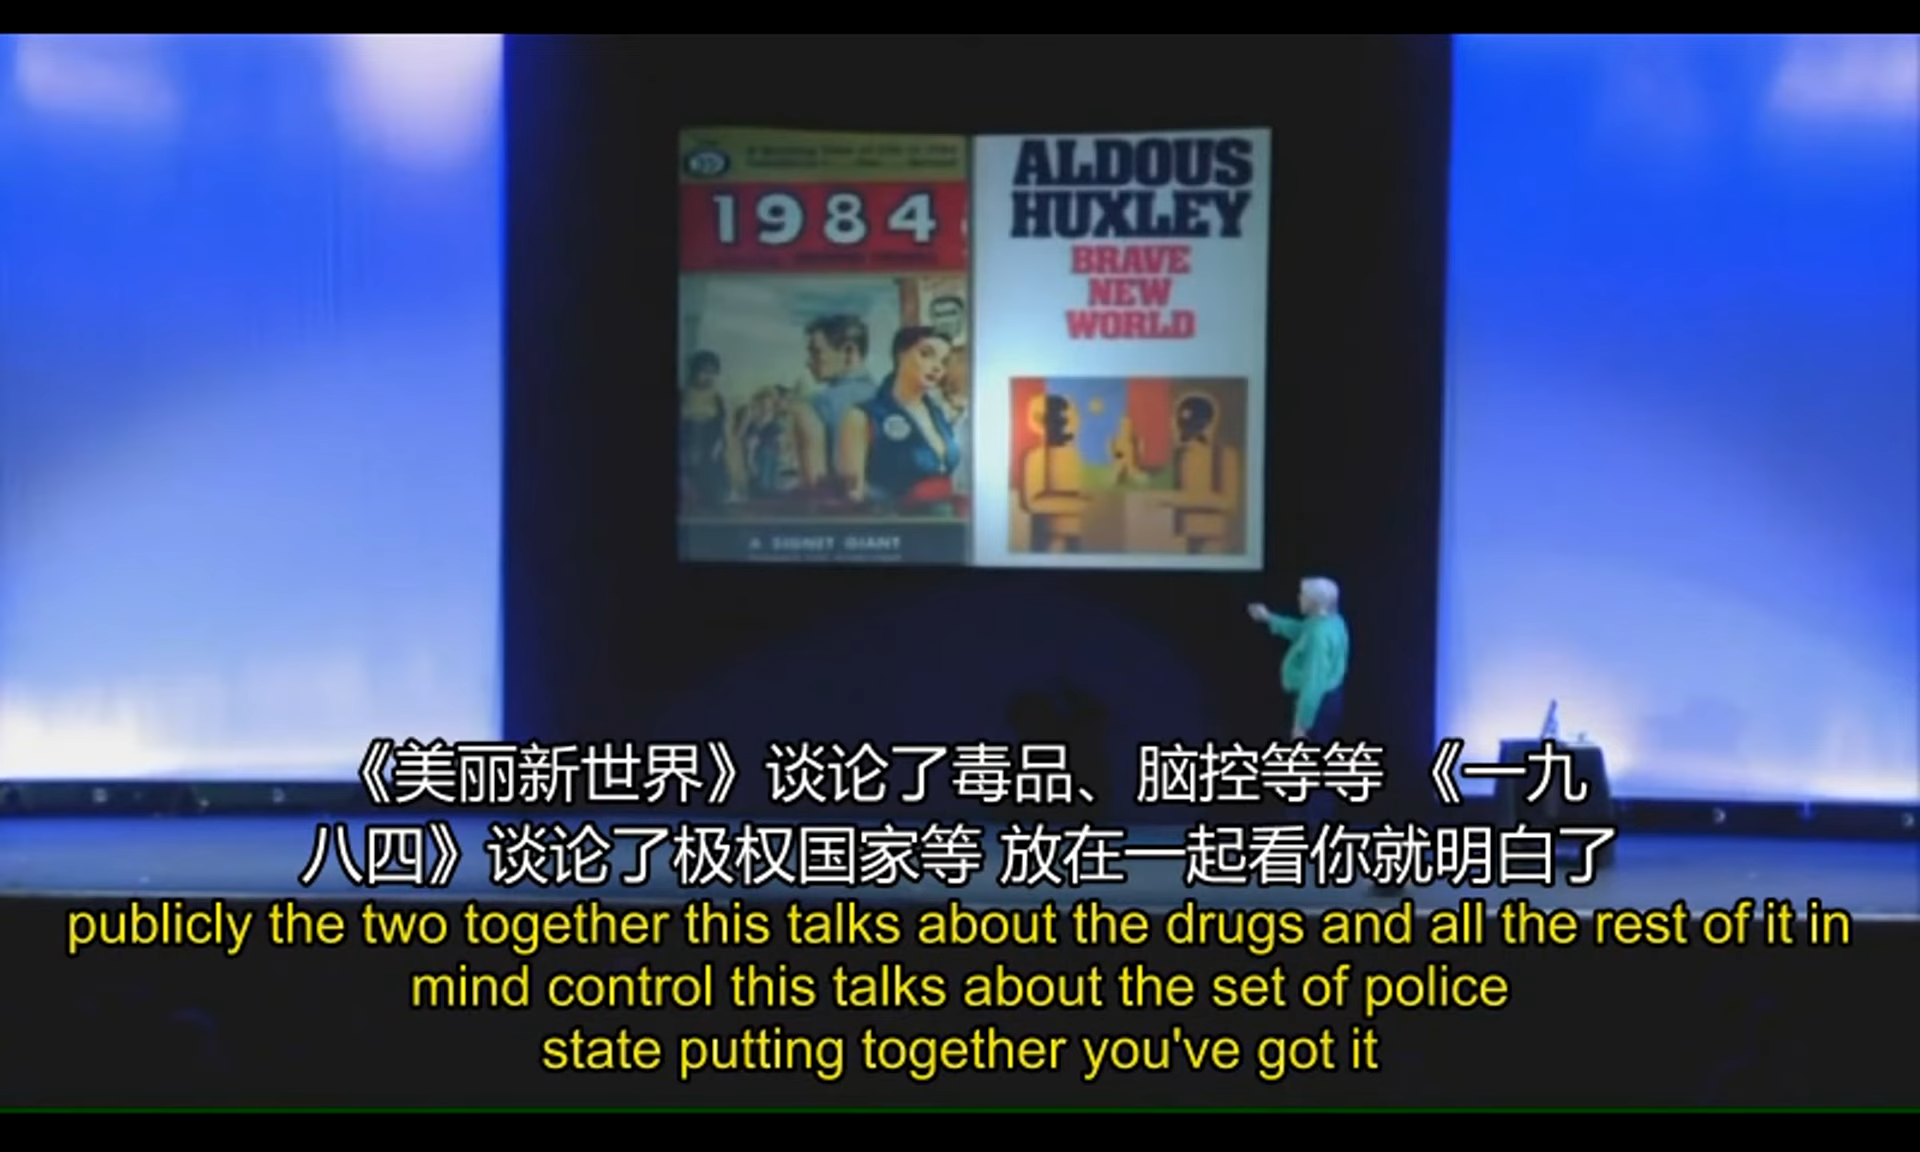 1984
A SIGNET GIANT
ALDOUS
HUXLEY
BRAVE
NEW
WORLD
《美丽新世界》谈论了毒品、脑控等等 《一九
八四》谈论了极权国家等 放在一起看你就明白了
publicly the two together this talks about the drugs and all the rest of it in
mind control this talks about the set of police
state putting together you've got it